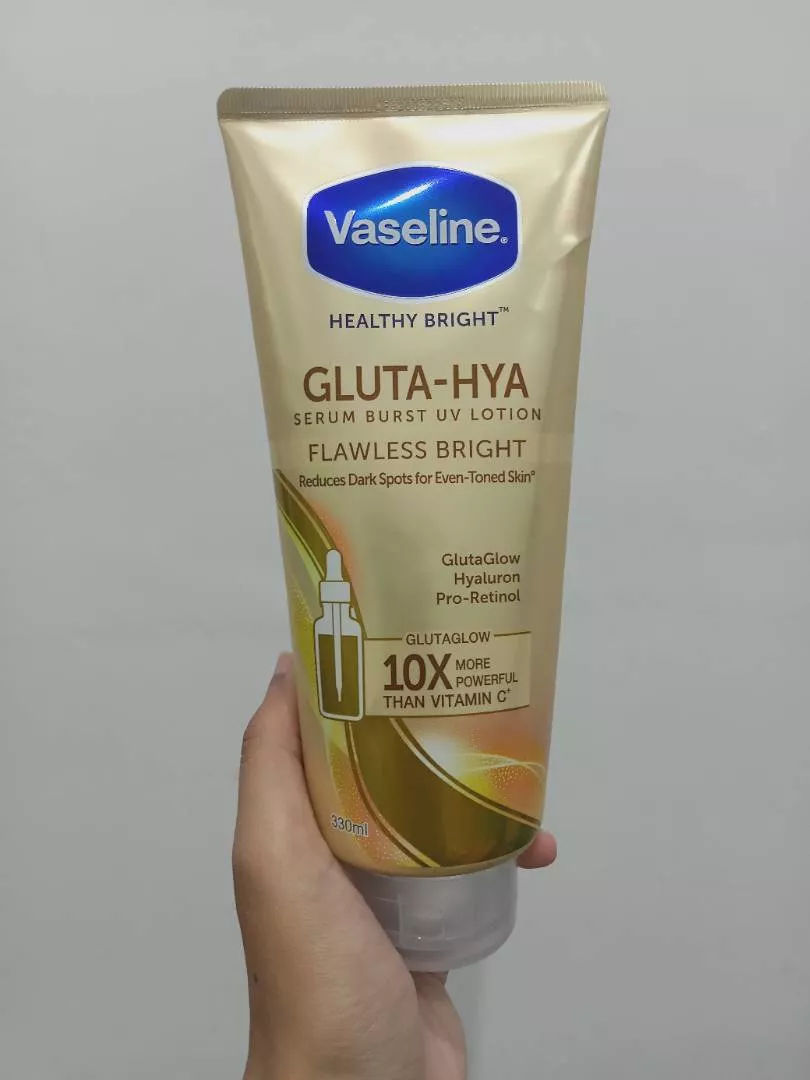 Vaseline®
HEALTHY BRIGHT™
GLUTA-HYA
SERUM BURST UV LOTION
FLAWLESS BRIGHT
Reduces Dark Spots for Even-Toned Skin°
GlutaGlow
Hyaluron
Pro-Retinol
GLUTAGLOW
10X MORE
POWERFUL
THAN VITAMIN C⁺
330ml